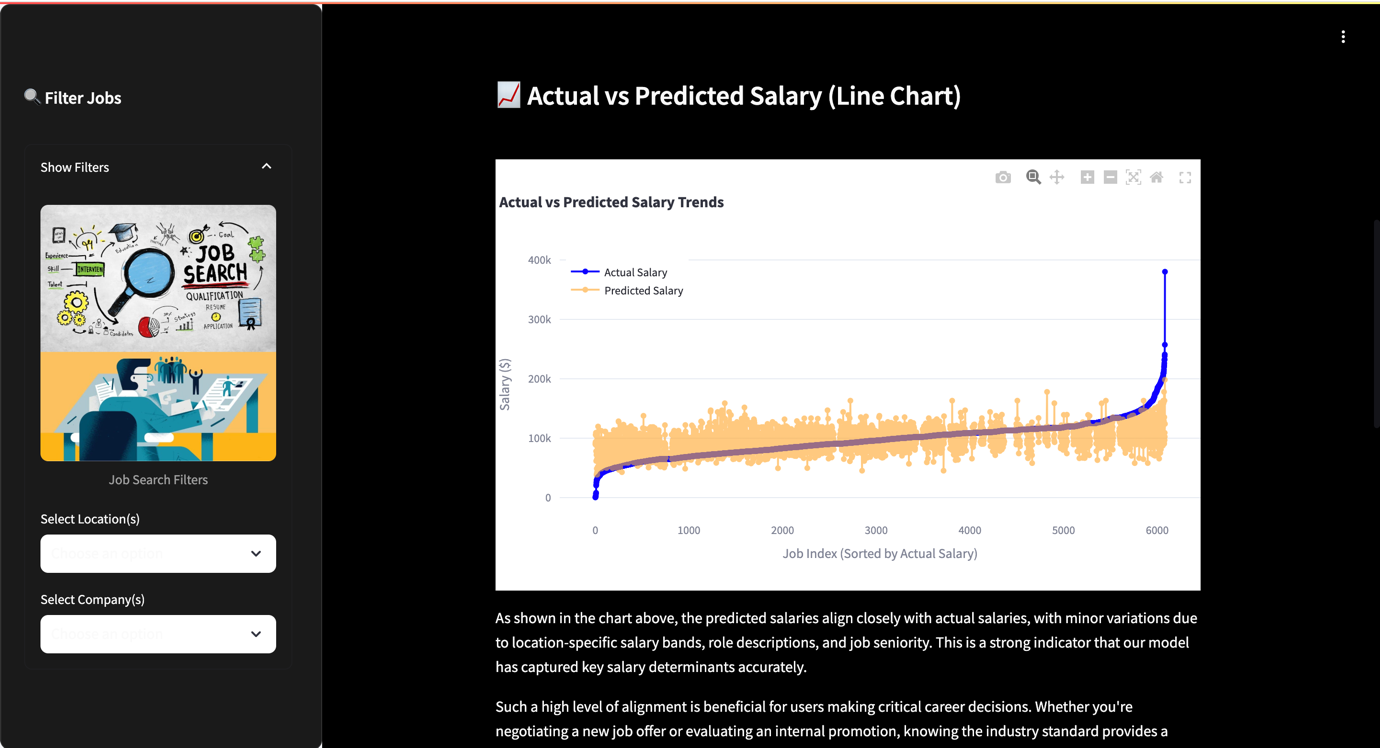 Filter Jobs
Show Filters
Experience
Skill
INTERVIEW
Talent
Education
Goal
JOB
SEARCH
QUALIFICATION
RESUME
APPLICATION
Strategy
Candidates
Job Search Filters
Select Location(s)
Choose an option
Select Company(s)
Choose an option
Actual vs Predicted Salary (Line Chart)
Actual vs Predicted Salary Trends
Actual Salary
Predicted Salary
400k
300k
200k
100k
0
Salary ($)
0 1000 2000 3000 4000 5000 6000
Job Index (Sorted by Actual Salary)
As shown in the chart above, the predicted salaries align closely with actual salaries, with minor variations due
to location-specific salary bands, role descriptions, and job seniority. This is a strong indicator that our model
has captured key salary determinants accurately.
Such a high level of alignment is beneficial for users making critical career decisions. Whether you're
negotiating a new job offer or evaluating an internal promotion, knowing the industry standard provides a